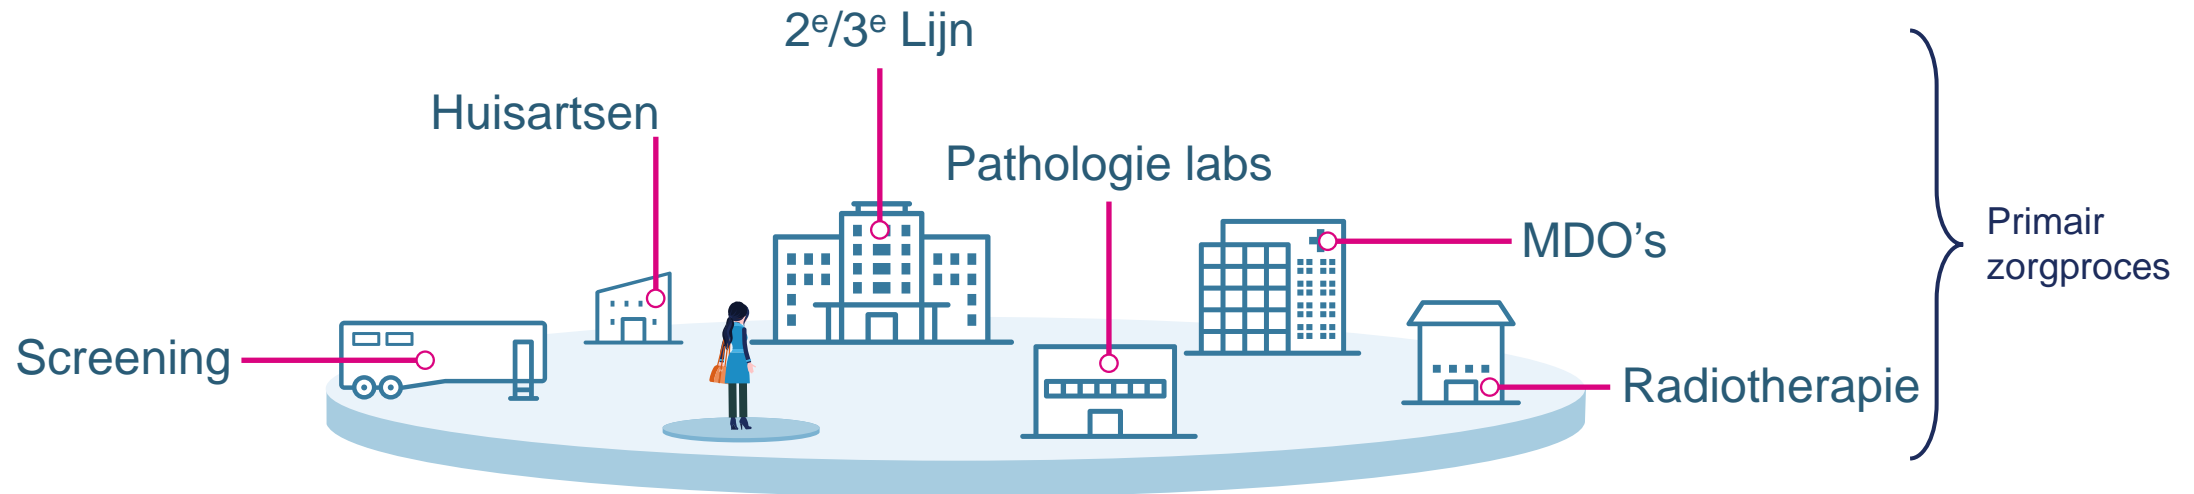 2ᵉ/3ᵉ Lijn
Huisartsen
Pathologie labs
MDO's
Screening
Radiotherapie
Primair
zorgproces